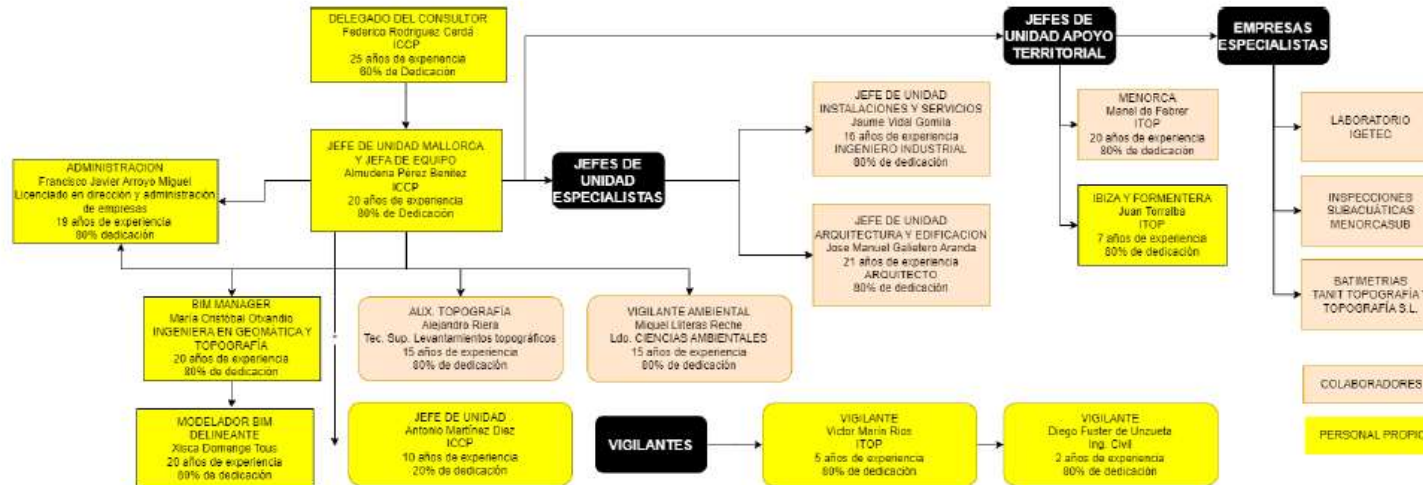 DELEGADO DEL CONSULTOR
Federico Rodríguez Cerdá
ICCP
25 años de experiencia
60% de Dedicación
JEFES DE
UNIDAD APOYO
TERRITORIAL
EMPRESAS
ESPECIALISTAS
JEFE DE UNIDAD MALLORCA
Y JEFA DE EQUIPO
Almudena Pérez Benítez
ICCP
20 años de experiencia
80% de Dedicación
ADMINISTRACION
Francisco Javier Arroyo Miguel
Licenciado en dirección y administración
de empresas
19 años de experiencia
80% dedicación
JEFES DE
UNIDAD
ESPECIALISTAS
JEFE DE UNIDAD
INSTALACIONES Y SERVICIOS
Jaume Vidal Gomila
16 años de experiencia
INGENIERO INDUSTRIAL
80% de dedicación
JEFE DE UNIDAD
ARQUITECTURA Y EDIFICACION
Jose Manuel Aranda
21 años de experiencia
ARQUITECTO
80% de dedicación
MENORCA
Manel de Febrer
ITOP
20 años de experiencia
80% de dedicación
IBIZA Y FORMENTERA
Juan Torralba
ITOP
7 años de experiencia
80% de dedicación
LABORATORIO
IGETEC
INSPECCIONES
SUBACUÁTICAS
MENORCASUB
BATIMETRIAS
TANIT TOPOGRAFÍA Y
TOPOGRAFÍA S.L.
BIM MANAGER
María Cristóbal
INGENIERA EN GEOMÁTICA Y
TOPOGRAFÍA
20 años de experiencia
80% de dedicación
AUX. TOPOGRAFÍA
Alejandro Riera
Tec. Sup. Levantamientos topográficos
15 años de experiencia
80% de dedicación
VIGILANTE AMBIENTAL
Miquel Reche
Ldo. CIENCIAS AMBIENTALES
15 años de experiencia
80% de dedicación
MODELADOR BIM
DELINEANTE
Xisca Domenge Tous
20 años de experiencia
80% de dedicación
JEFE DE UNIDAD
Antonio Martínez Díez
ICCP
10 años de experiencia
20% de dedicación
VIGILANTES
VIGILANTE
Victor Marín Rios
ITOP
5 años de experiencia
80% de dedicación
VIGILANTE
Diego Fuster de Unzueta
Ing. Civil
2 años de experiencia
80% de dedicación
COLABORADORES
PERSONAL PROPIO